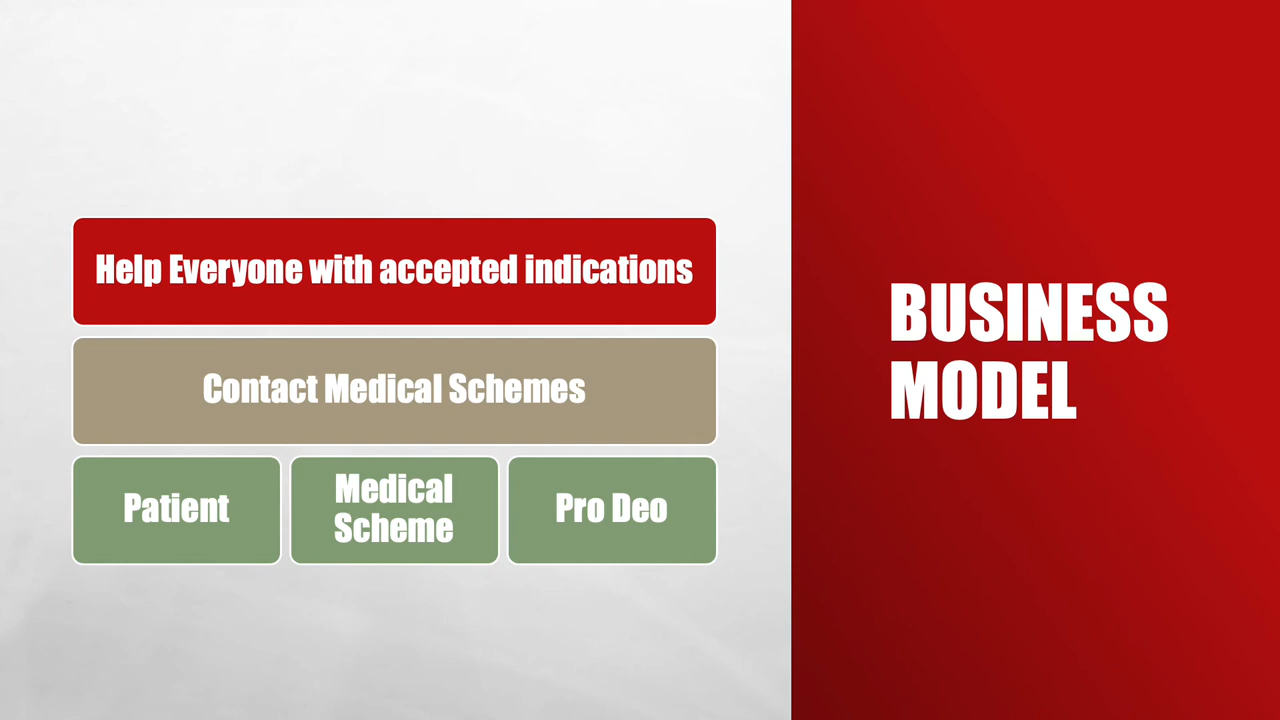 Help Everyone with accepted indications
Contact Medical Schemes
Patient
Medical
Scheme
Pro Deo
BUSINESS
MODEL